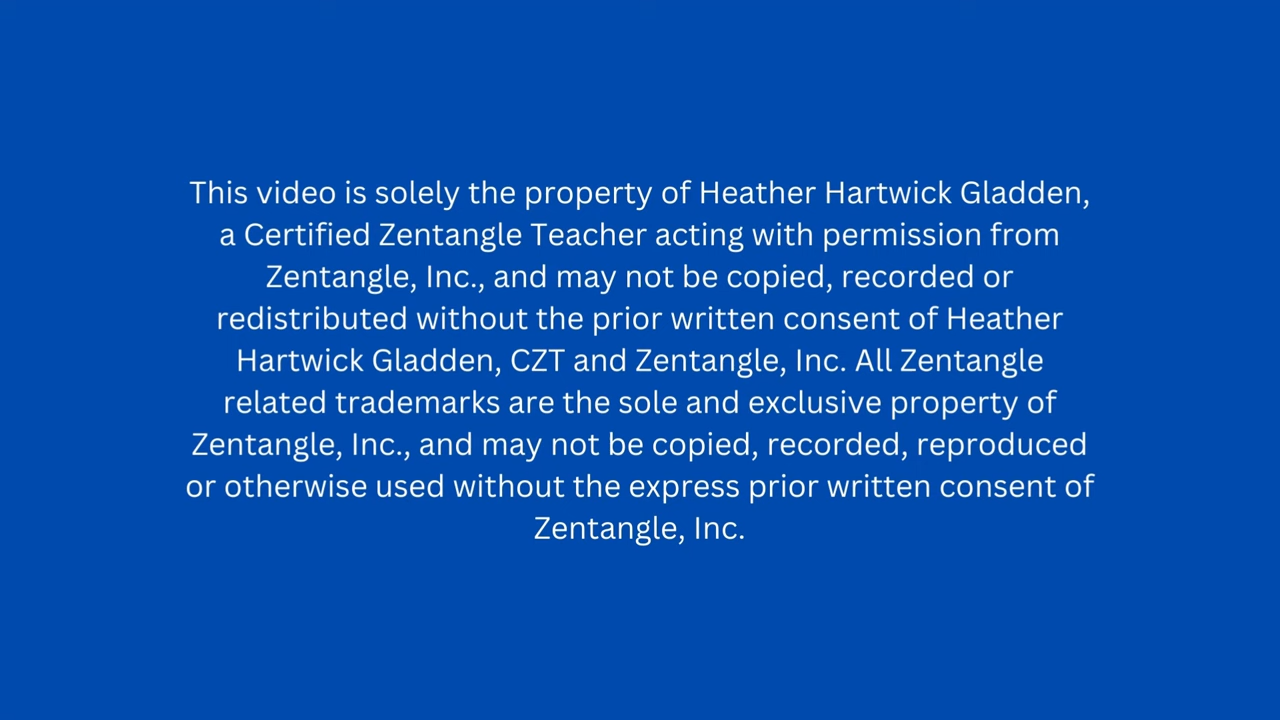 This video is solely the property of Heather Hartwick Gladden,
a Certified Zentangle Teacher acting with permission from
Zentangle, Inc., and may not be copied, recorded or
redistributed without the prior written consent of Heather
Hartwick Gladden, CZT and Zentangle, Inc. All Zentangle
related trademarks are the sole and exclusive property of
Zentangle, Inc., and may not be copied, recorded, reproduced
or otherwise used without the express prior written consent of
Zentangle, Inc.